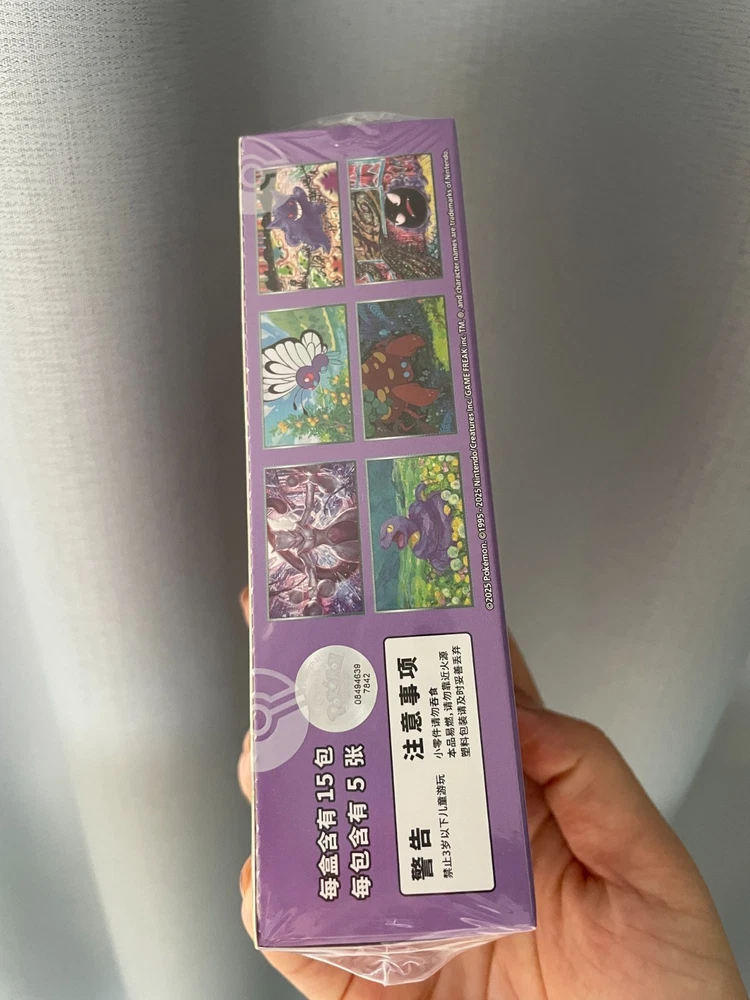 每盒含有 15 包
每包含有 5 张
Pokémon
08494639
7842
警告
禁止3岁以下儿童游玩
注意事项
小零件请勿吞食
本品易燃,请勿靠近火源
塑料包装请及时妥善丢弃
©2025 Pokémon. ©1995 - 2025 Nintendo/Creatures Inc./GAME FREAK inc. TM, ®, and character names are trademarks of Nintendo.